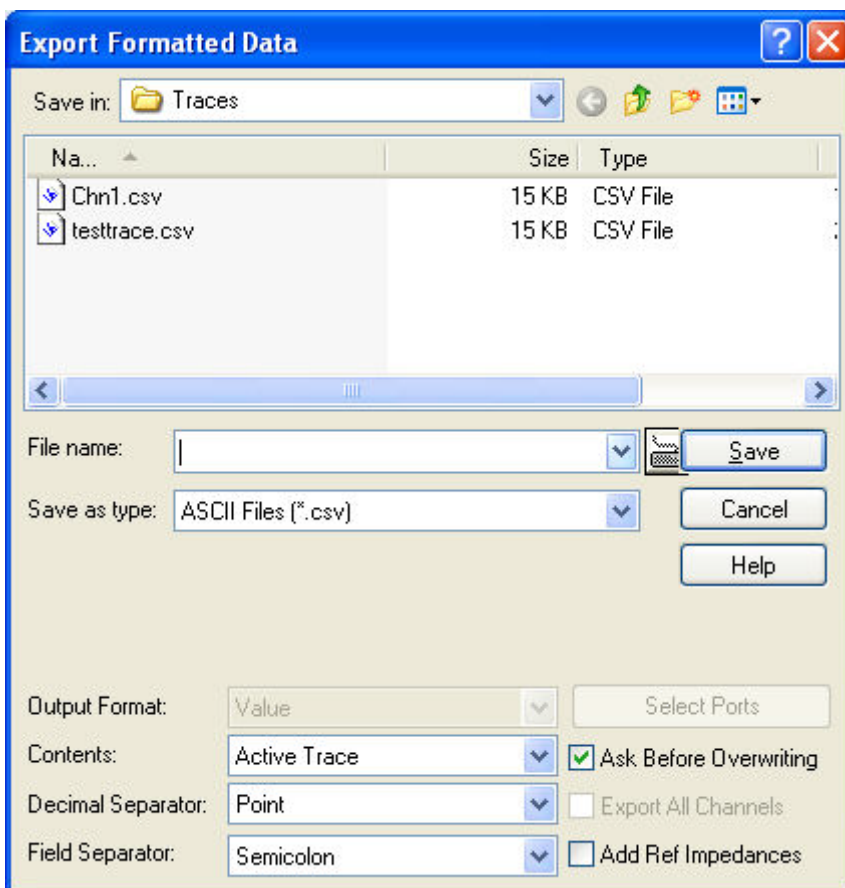 Export Formatted Data
Save in: Traces
Na... Size Type
Chn1.csv 15 KB CSV File
testtrace.csv 15 KB CSV File
File name: Save
Save as type: ASCII Files (*.csv) Cancel
Help
Output Format: Value Select Ports
Contents: Active Trace Ask Before Overwriting
Decimal Separator: Point Export All Channels
Field Separator: Semicolon Add Ref Impedances